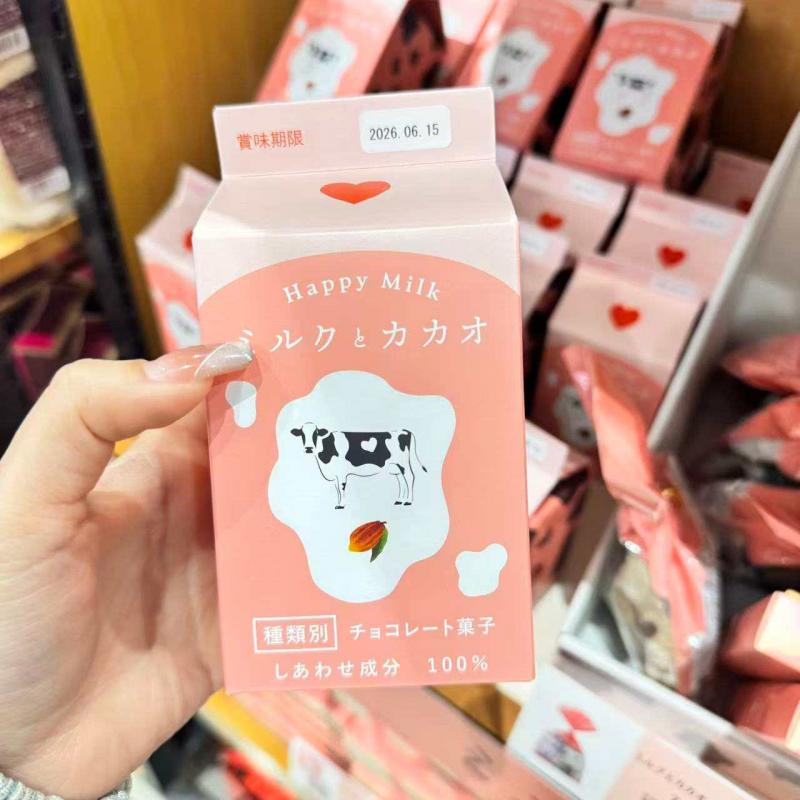 賞味期限 2026.06.15
Happy Milk
ミルクとカカオ
種類別 チョコレート菓子
しあわせ成分 100%